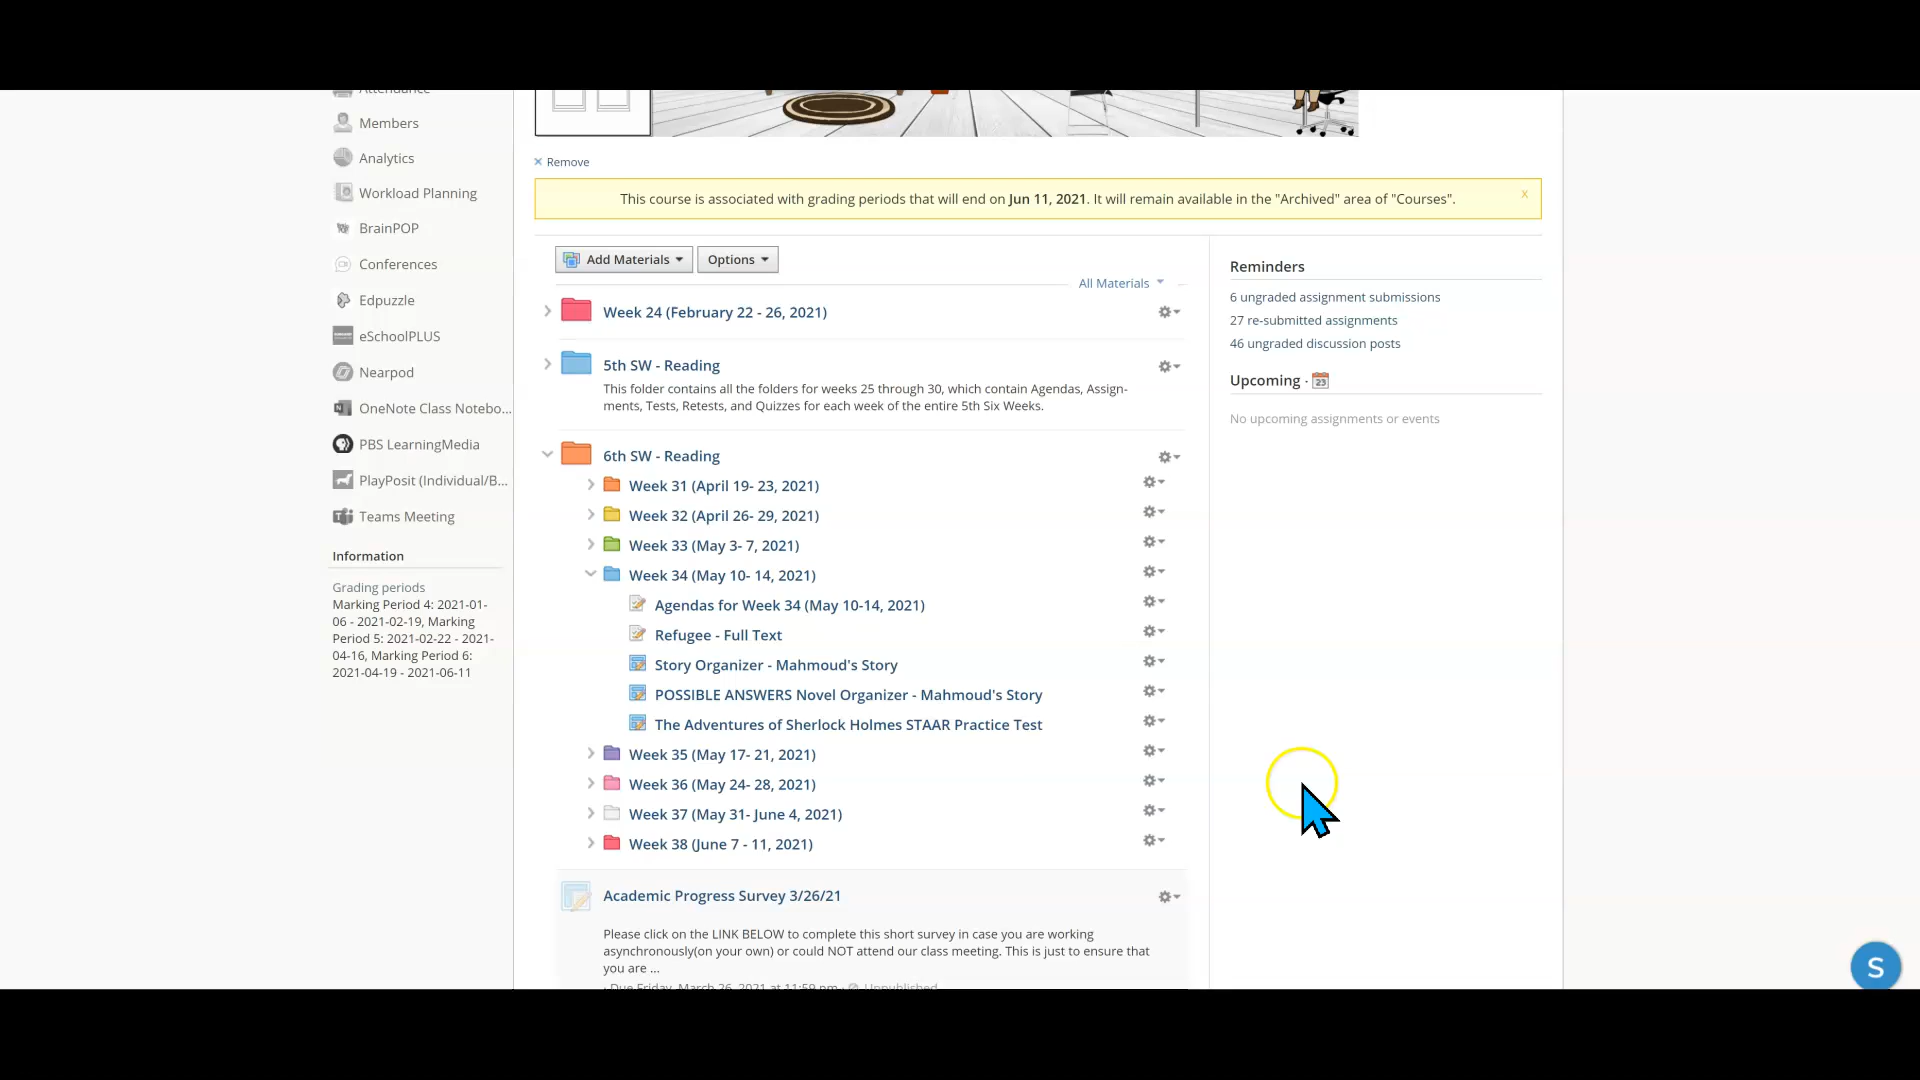 Attendance
Members
Analytics
Workload Planning
BrainPOP
Conferences
Edpuzzle
eSchoolPLUS
Nearpod
OneNote Class Notebo...
PBS LearningMedia
PlayPosit (Individual/B...
Teams Meeting
Information
Grading periods
Marking Period 4: 2021-01-
06 - 2021-02-19, Marking
Period 5: 2021-02-22 - 2021-
04-16, Marking Period 6:
2021-04-19 - 2021-06-11
× Remove
This course is associated with grading periods that will end on Jun 11, 2021. It will remain available in the "Archived" area of "Courses".
x
Add Materials
Options
All Materials
Week 24 (February 22 - 26, 2021)
5th SW - Reading
This folder contains all the folders for weeks 25 through 30, which contain Agendas, Assign-
ments, Tests, Retests, and Quizzes for each week of the entire 5th Six Weeks.
6th SW - Reading
Week 31 (April 19- 23, 2021)
Week 32 (April 26- 29, 2021)
Week 33 (May 3- 7, 2021)
Week 34 (May 10- 14, 2021)
Agendas for Week 34 (May 10-14, 2021)
Refugee - Full Text
Story Organizer - Mahmoud's Story
POSSIBLE ANSWERS Novel Organizer - Mahmoud's Story
The Adventures of Sherlock Holmes STAAR Practice Test
Week 35 (May 17- 21, 2021)
Week 36 (May 24- 28, 2021)
Week 37 (May 31- June 4, 2021)
Week 38 (June 7 - 11, 2021)
Academic Progress Survey 3/26/21
Please click on the LINK BELOW to complete this short survey in case you are working
asynchronously(on your own) or could NOT attend our class meeting. This is just to ensure that
you are ...
· Due Friday, March 26, 2021 at 11:59 pm · Unpublished
Reminders
6 ungraded assignment submissions
27 re-submitted assignments
46 ungraded discussion posts
Upcoming · 23
No upcoming assignments or events
S